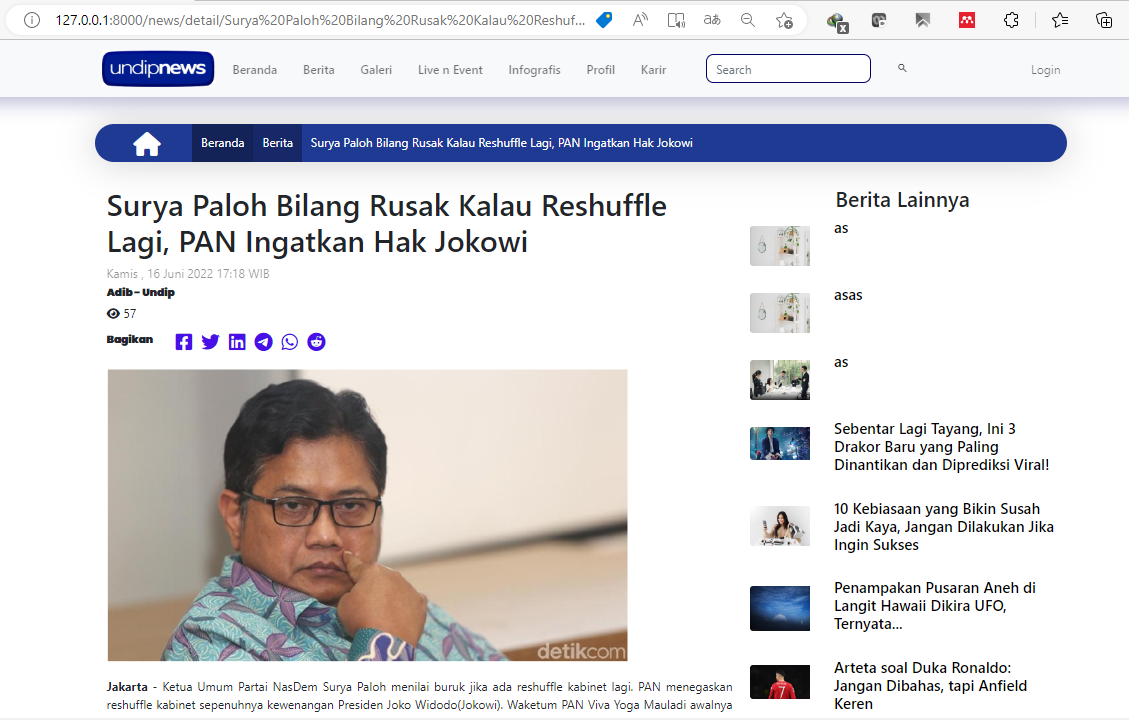 127.0.0.1:8000/news/detail/Surya%20Paloh%20Bilang%20Rusak%20Kalau%20Reshuf...
undipnews
Beranda
Berita
Galeri
Live n Event
Infografis
Profil
Karir
Search
Login
Beranda
Berita
Surya Paloh Bilang Rusak Kalau Reshuffle Lagi, PAN Ingatkan Hak Jokowi
Surya Paloh Bilang Rusak Kalau Reshuffle
Lagi, PAN Ingatkan Hak Jokowi
Kamis , 16 Juni 2022 17:18 WIB
Adib - Undip
57
Bagikan
detikcom
Jakarta - Ketua Umum Partai NasDem Surya Paloh menilai buruk jika ada reshuffle kabinet lagi. PAN menegaskan
reshuffle kabinet sepenuhnya kewenangan Presiden Joko Widodo(Jokowi). Waketum PAN Viva Yoga Mauladi awalnya
Berita Lainnya
as
asas
as
Sebentar Lagi Tayang, Ini 3
Drakor Baru yang Paling
Dinantikan dan Diprediksi Viral!
10 Kebiasaan yang Bikin Susah
Jadi Kaya, Jangan Dilakukan Jika
Ingin Sukses
Penampakan Pusaran Aneh di
Langit Hawaii Dikira UFO,
Ternyata...
Arteta soal Duka Ronaldo:
Jangan Dibahas, tapi Anfield
Keren